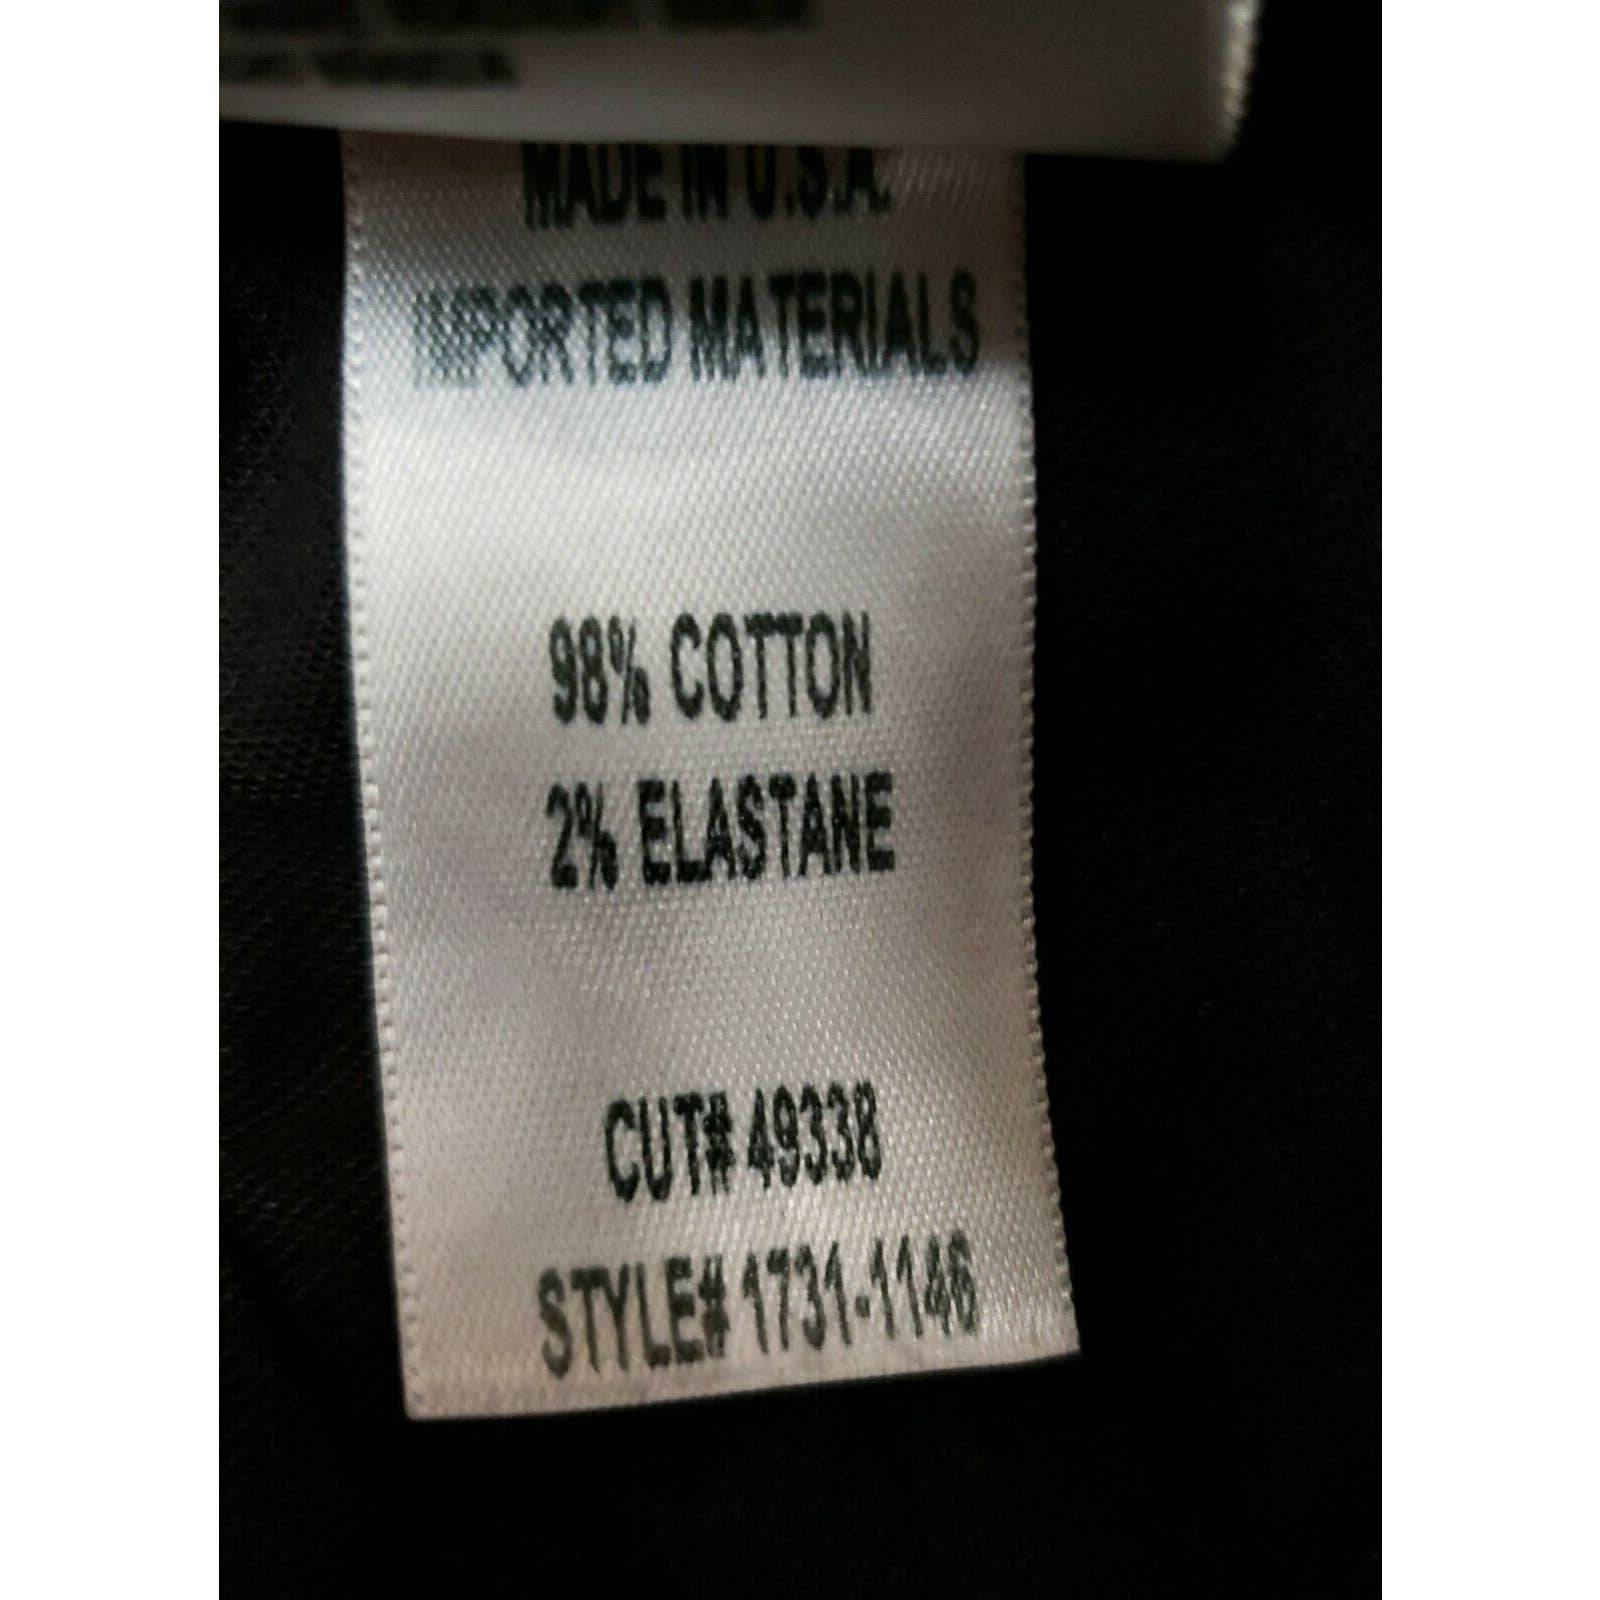 MADE IN U.S.A.
IMPORTED MATERIALS
98% COTTON
2% ELASTANE
CUT# 49338
STYLE# 1731-1146